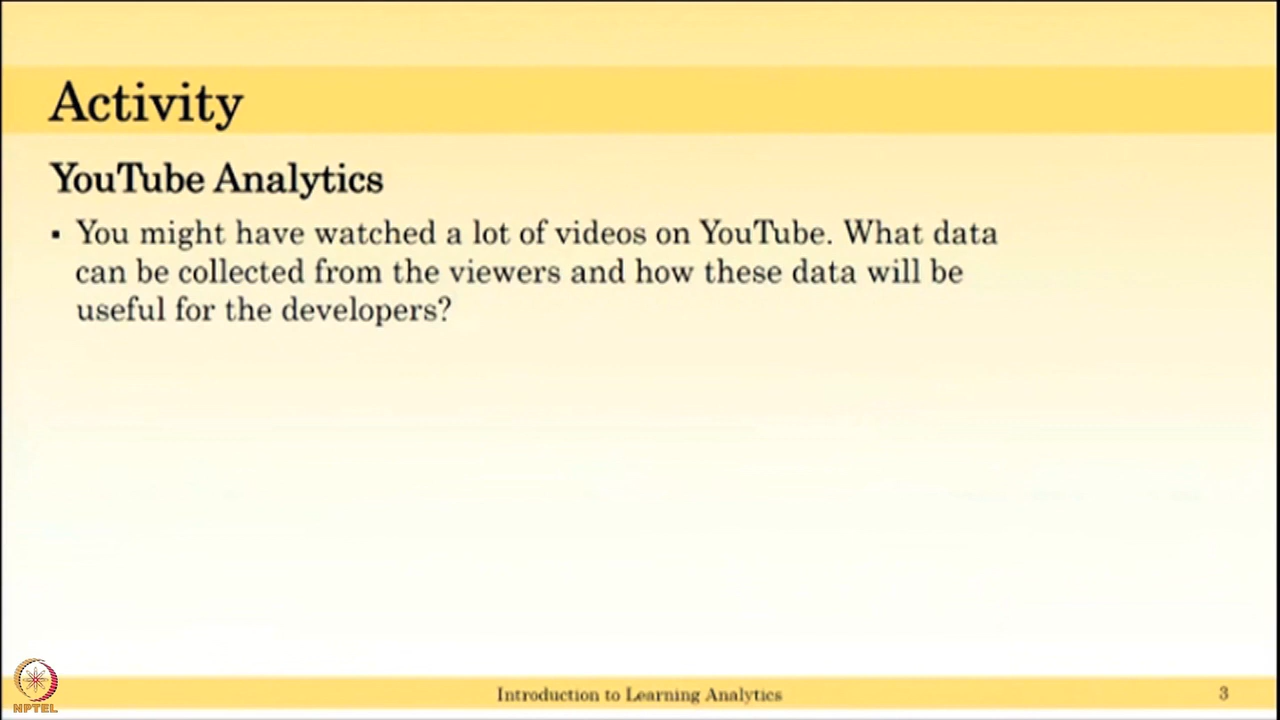 Activity
YouTube Analytics
▪ You might have watched a lot of videos on YouTube. What data
can be collected from the viewers and how these data will be
useful for the developers?
NPTEL
Introduction to Learning Analytics
3